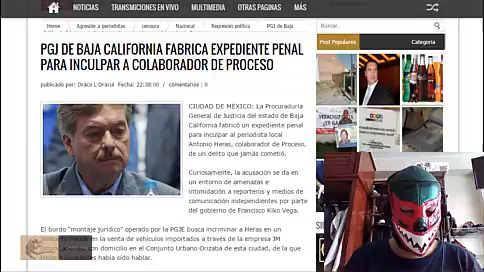 NOTICIAS TRANSMICIONES EN VIVO MULTIMEDIA OTRAS PAGINAS MÁS
Home Agresión a periodistas censura Nacional Represión política PGJ de Baja
PGJ DE BAJA CALIFORNIA FABRICA EXPEDIENTE PENAL
PARA INCULPAR A COLABORADOR DE PROCESO
publicado por: Draco L Dracul Fecha: 22:38:00 / comentarios : 0
CIUDAD DE MÉXICO: La Procuraduría
General de Justicia del estado de Baja
California fabricó un expediente penal
para inculpar al periodista local
Antonio Heras, colaborador de Proceso,
de un delito que jamás cometió.
Curiosamente, la acusación se da en
un entorno de amenazas e
intimidación a reporteros y medios de
comunicación independientes por parte
del gobierno de Francisco Kiko Vega.
El burdo "montaje jurídico" operado por la PGJE busca incriminar a Heras en un
en la venta de vehículos importados a través de la empresa JM
con domicilio en el Conjunto Urbano Orizaba de esta ciudad, de la que
había oído hablar.
Buscar..
Post Populares Categoria
VERACRUZ